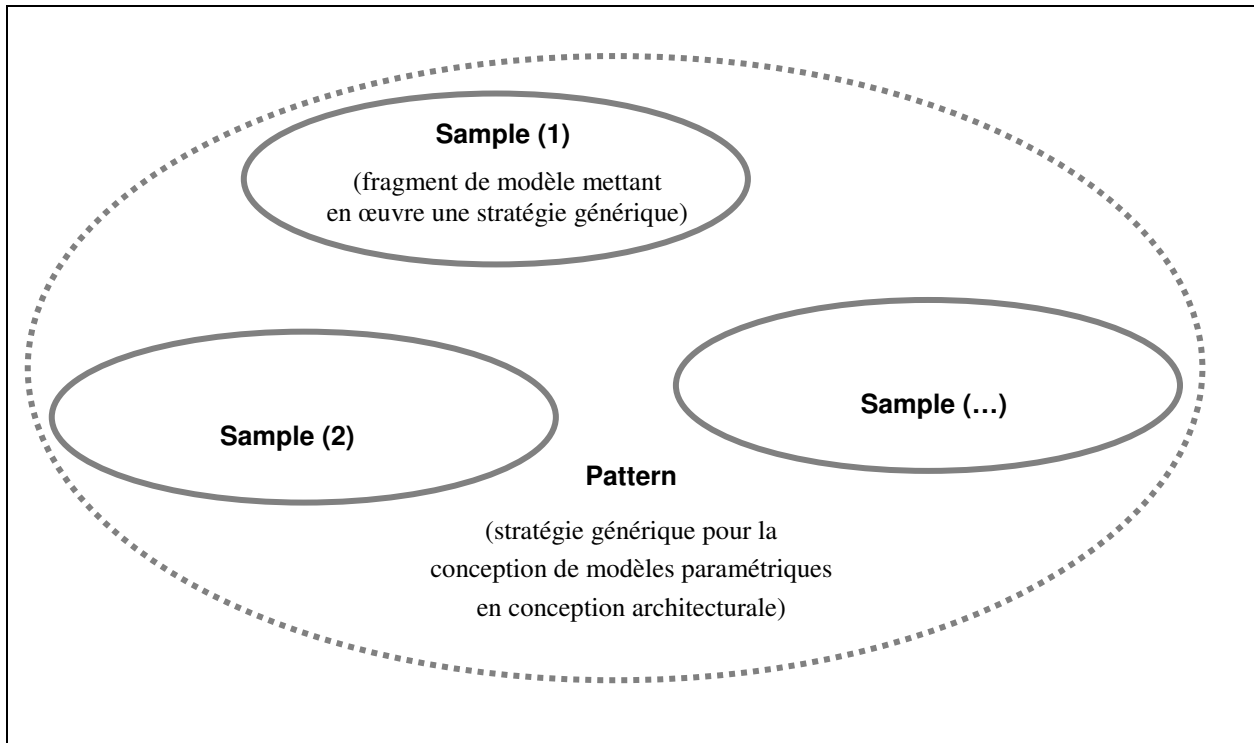 Sample (1)
(fragment de modèle mettant
en œuvre une stratégie générique)
Sample (2)
Sample (…)
Pattern
(stratégie générique pour la
conception de modèles paramétriques
en conception architecturale)